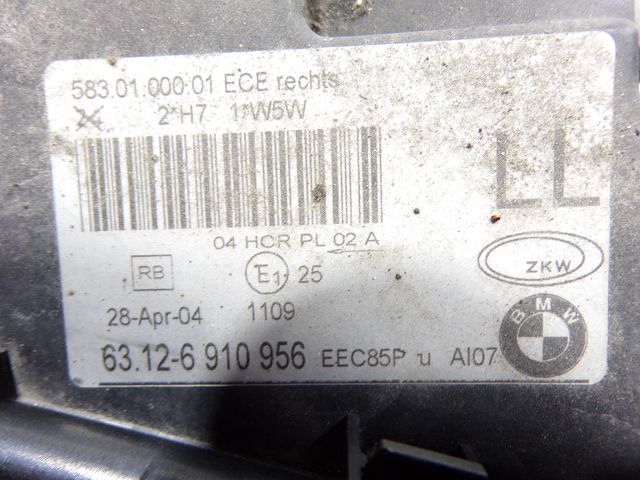 583.01.000.01 ECE rechts
24 2*H7 1*W5W
LL
04 HCR PL 02 A
RB E1 25
ZKW
28-Apr-04 1109
BMW
63.12-6 910 956 EEC85P u AI07